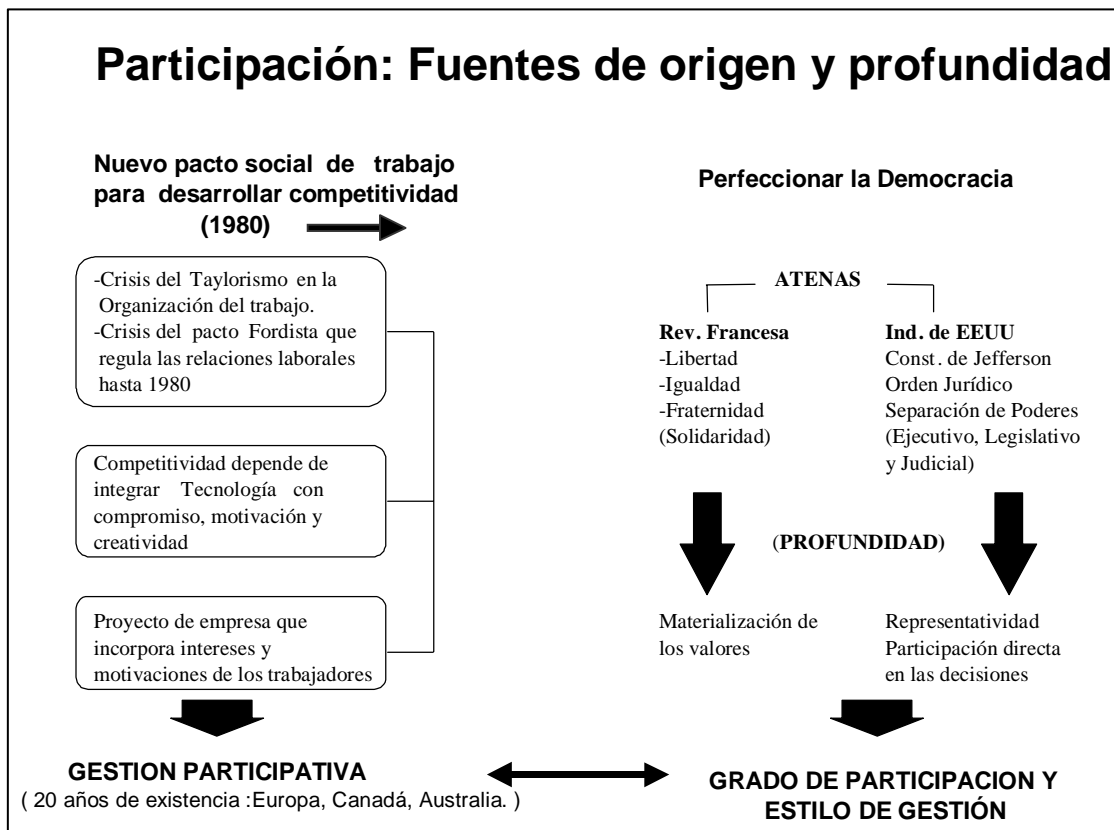 Participación: Fuentes de origen y profundidad
Nuevo pacto social de trabajo
para desarrollar competitividad
(1980)
-Crisis del Taylorismo en la
Organización del trabajo.
-Crisis del pacto Fordista que
regula las relaciones laborales
hasta 1980
Competitividad depende de
integrar Tecnología con
compromiso, motivación y
creatividad
Proyecto de empresa que
incorpora intereses y
motivaciones de los trabajadores
GESTION PARTICIPATIVA
( 20 años de existencia :Europa, Canadá, Australia. )
Perfeccionar la Democracia
ATENAS
Rev. Francesa
-Libertad
-Igualdad
-Fraternidad
(Solidaridad)
Ind. de EEUU
Const. de Jefferson
Orden Jurídico
Separación de Poderes
(Ejecutivo, Legislativo
y Judicial)
(PROFUNDIDAD)
Materialización de
los valores
Representatividad
Participación directa
en las decisiones
GRADO DE PARTICIPACION Y
ESTILO DE GESTIÓN